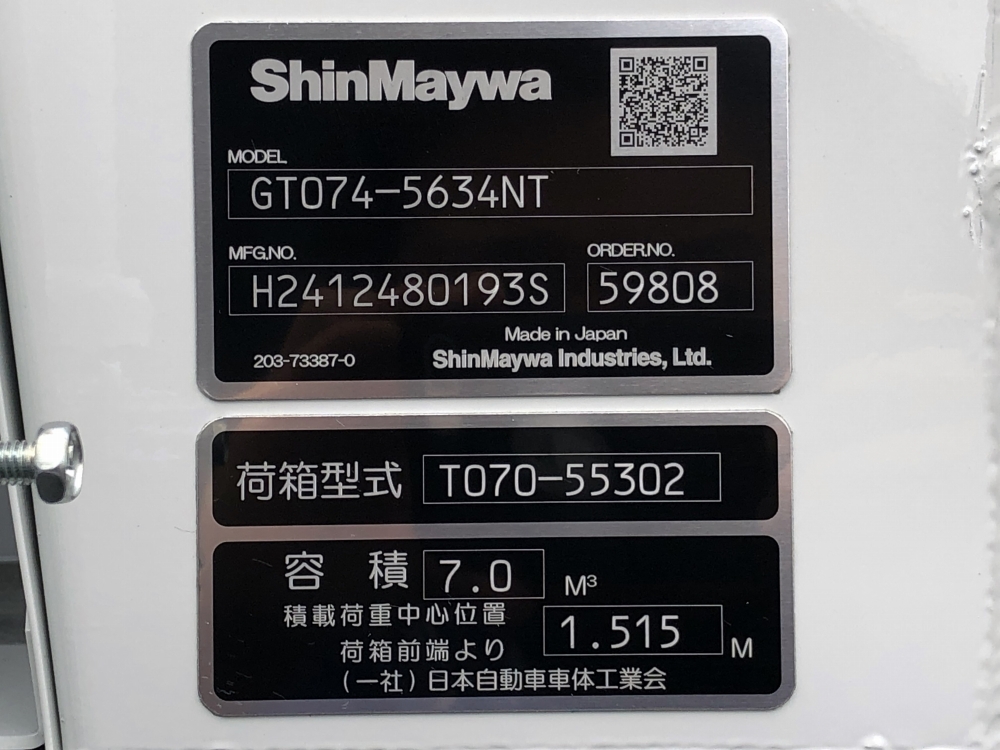 ShinMaywa
MODEL
GT074-5634NT
MFG.NO. ORDER.NO.
H2412480193S 59808
Made in Japan
203-73387-0 ShinMaywa Industries, Ltd.
荷箱型式 T070-55302
容 積 7.0 M³
積載荷重中心位置
荷箱前端より 1.515 M
(一社)日本自動車車体工業会